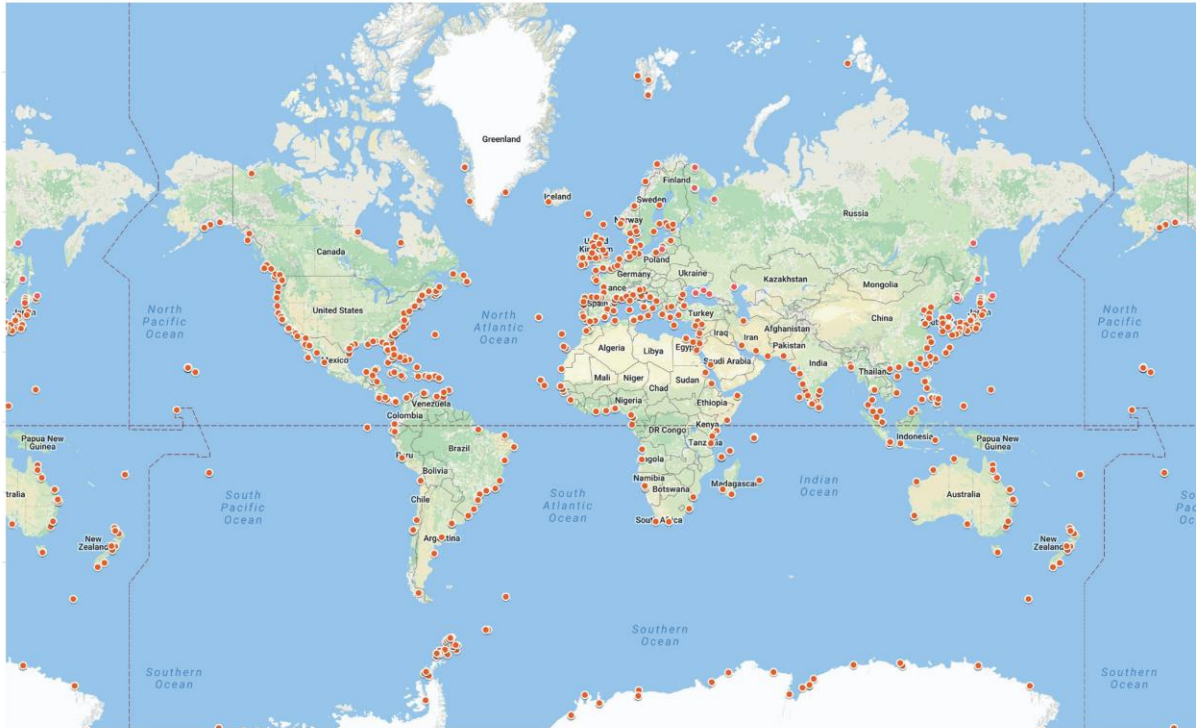 Greenland
Iceland
Finland
Sweden
Norway
Russia
Canada
United
Kingdom
Poland
Germany
Ukraine
Kazakhstan
Mongolia
France
North
Pacific
Ocean
United States
North
Atlantic
Ocean
Spain
Turkey
China
North
Pacific
Ocean
Iraq
Iran
Afghanistan
Pakistan
Algeria
Libya
Egypt
Saudi Arabia
India
Mexico
Mali
Niger
Chad
Sudan
Thailand
Nigeria
Ethiopia
Venezuela
Colombia
DR Congo
Kenya
Papua New
Guinea
Indonesia
Papua New
Guinea
Brazil
Peru
Tanzania
Angola
Bolivia
Namibia
Botswana
Madagascar
Indian
Ocean
South
Pacific
Ocean
Chile
South
Atlantic
Ocean
Australia
South Africa
Argentina
New
Zealand
New
Zealand
Southern
Ocean
Southern
Ocean
Southern
Ocean